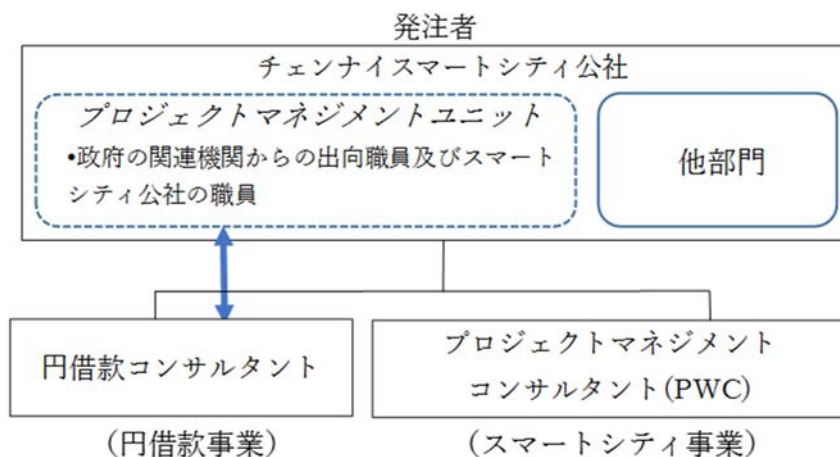 発注者
チェンナイスマートシティ公社
プロジェクトマネジメントユニット
•政府の関連機関からの出向職員及びスマート
シティ公社の職員
他部門
円借款コンサルタント
プロジェクトマネジメント
コンサルタント(PWC)
(円借款事業)
(スマートシティ事業)